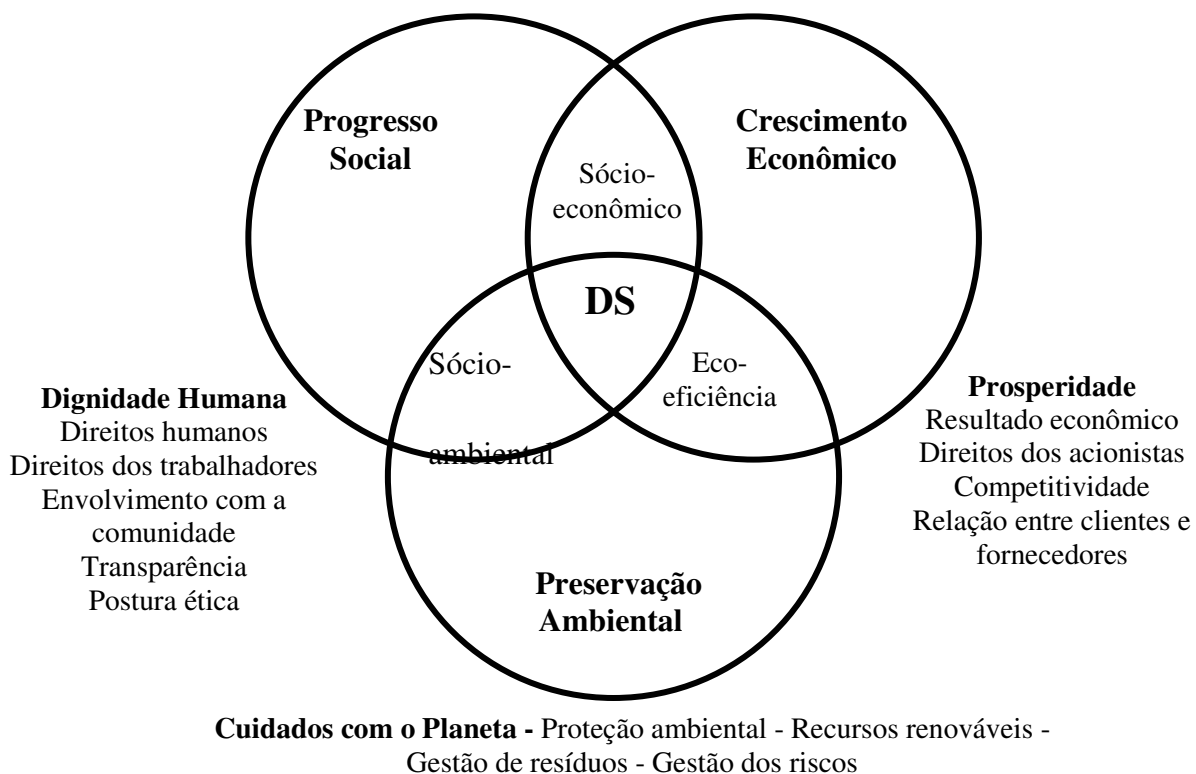 Progresso
Social
Crescimento
Econômico
Sócio-
econômico
DS
Sócio-
ambiental
Eco-
eficiência
Dignidade Humana
Direitos humanos
Direitos dos trabalhadores
Envolvimento com a
comunidade
Transparência
Postura ética
Prosperidade
Resultado econômico
Direitos dos acionistas
Competitividade
Relação entre clientes e
fornecedores
Preservação
Ambiental
Cuidados com o Planeta - Proteção ambiental - Recursos renováveis -
Gestão de resíduos - Gestão dos riscos